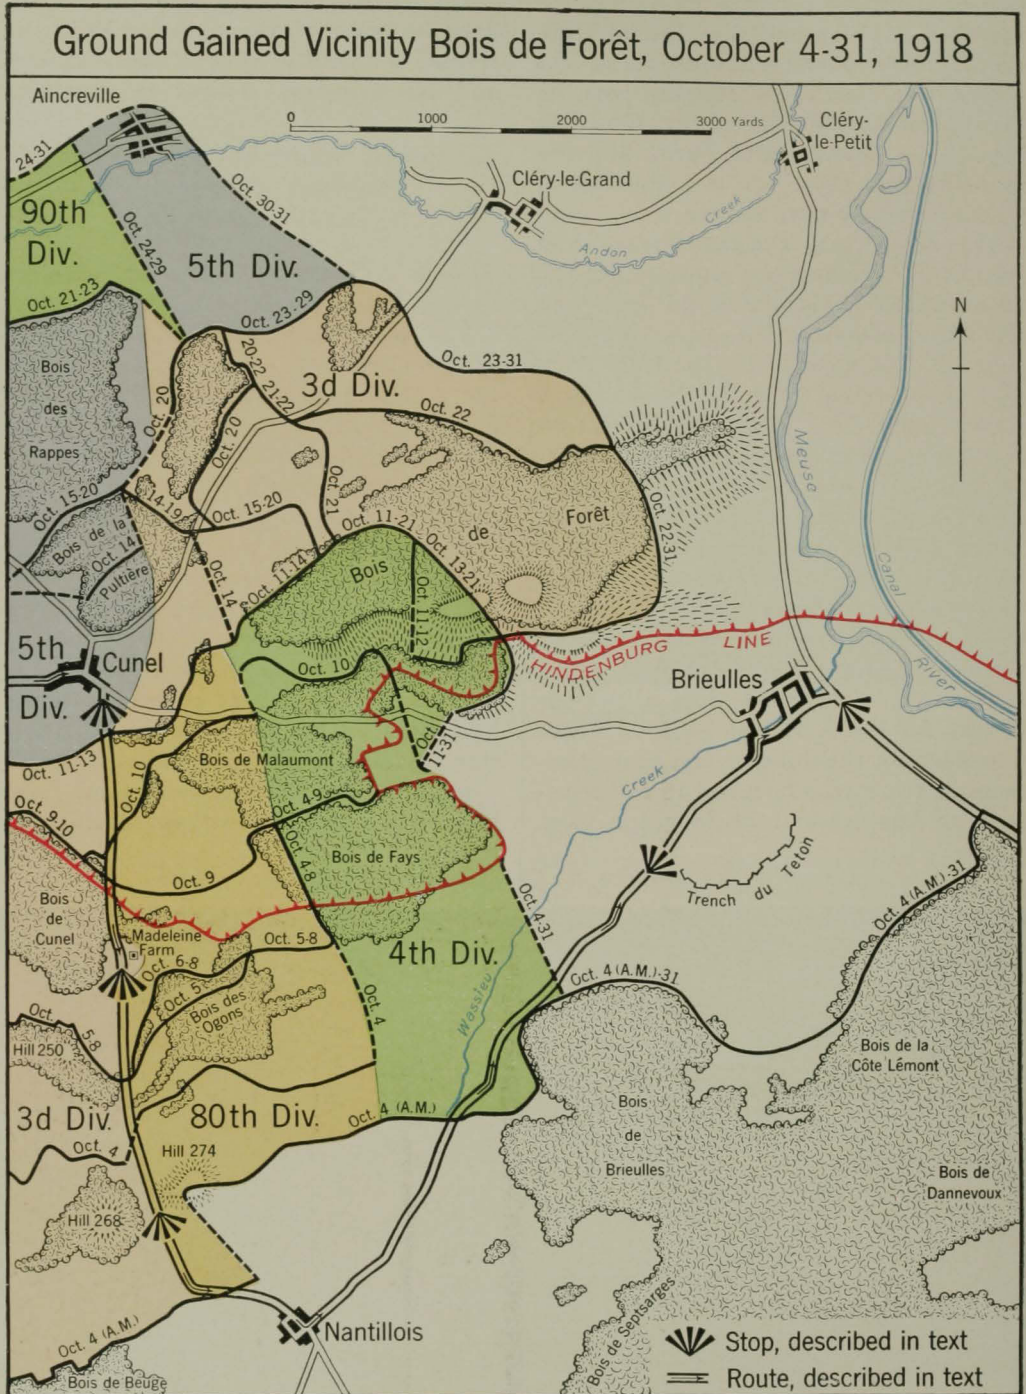 Ground Gained Vicinity Bois de Forêt, October 4-31, 1918
Aincreville
0 1000 2000 3000 Yards
Cléry-
le-Petit
24-31
Cléry-le-Grand
Oct. 30-31
90th
Div.
Oct. 24-29
5th Div.
Andon
Creek
Oct. 21-23
Oct. 23-29
N
Bois
des
Rappes
20-22
21-22
3d Div.
Oct. 23-31
Oct. 20
Oct. 20
Oct. 22
Meuse
Oct. 21
Oct. 15-20
14-19
Oct. 15-20
Oct. 11-21
de
Forêt
Oct. 22-31
Bois de la
Pultière
Oct. 14
Oct. 14
Oct. 11-14
Bois
Oct. 13-21
Oct. 11-12
Canal
5th
Div.
Cunel
Oct. 10
HINDENBURG
LINE
River
Brieulles
Oct. 11-13
Oct. 10
Bois de Malaumont
Oct.
11-31
Oct. 4-9
Creek
Oct. 9-10
Oct. 4-8
Bois de Fays
Oct. 9
Trench du Teton
Bois
de
Cunel
Oct. 4-31
Oct. 4 (A.M.)-31
Madeleine
Farm
Oct. 5-8
4th Div.
Oct. 6-8
Oct. 5
Bois des
Ogons
Oct. 4
Wassieu
Oct. 4 (A.M.)-31
Oct.
5-8
Hill 250
Bois de la
Côte Lémont
3d Div.
80th Div.
Oct. 4 (A.M.)
Bois
de
Brieulles
Oct. 4
Hill 274
Bois de
Dannevoux
Hill 268
Bois de Septsarges
Oct. 4 (A.M.)
Nantillois
Stop, described in text
Bois de Beuge
Route, described in text